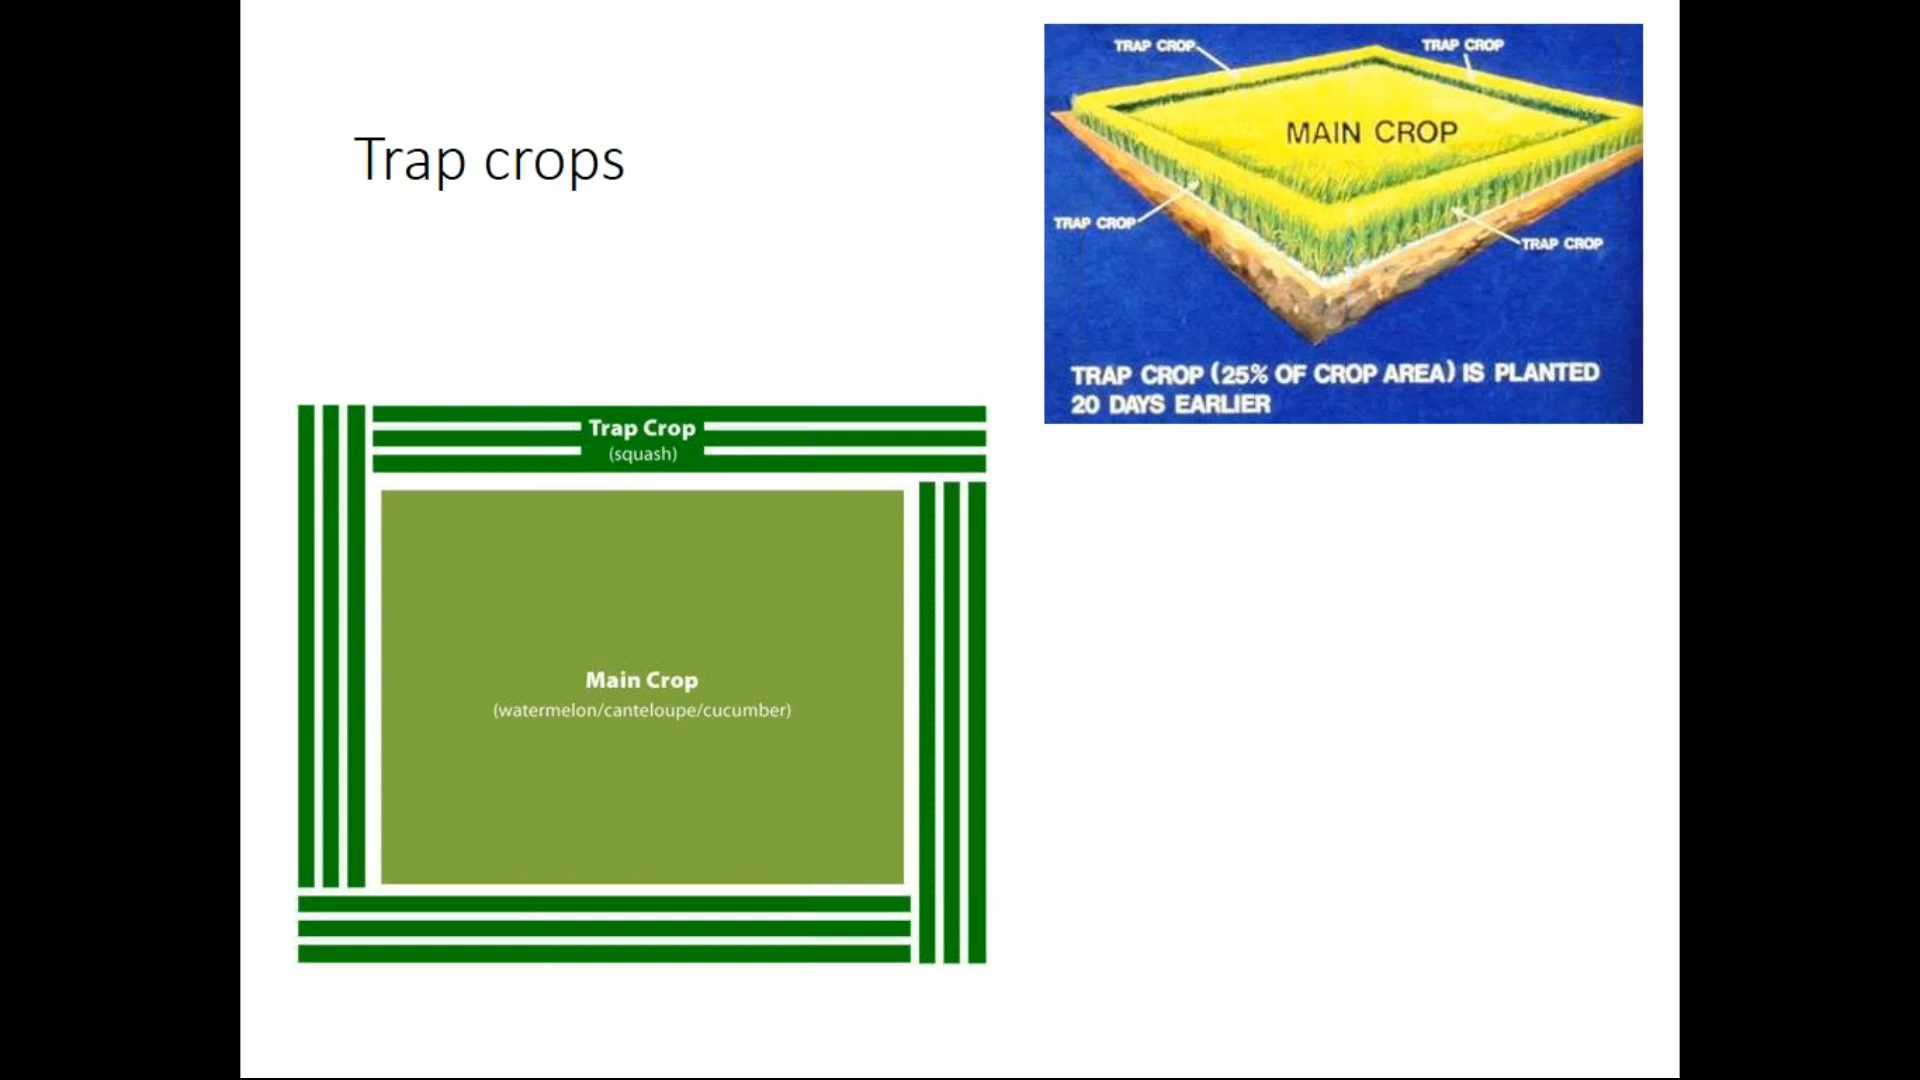 Trap crops
TRAP CROP
TRAP CROP
MAIN CROP
TRAP CROP
TRAP CROP
TRAP CROP (25% OF CROP AREA) IS PLANTED
20 DAYS EARLIER
Trap Crop
(squash)
Main Crop
(watermelon/canteloupe/cucumber)